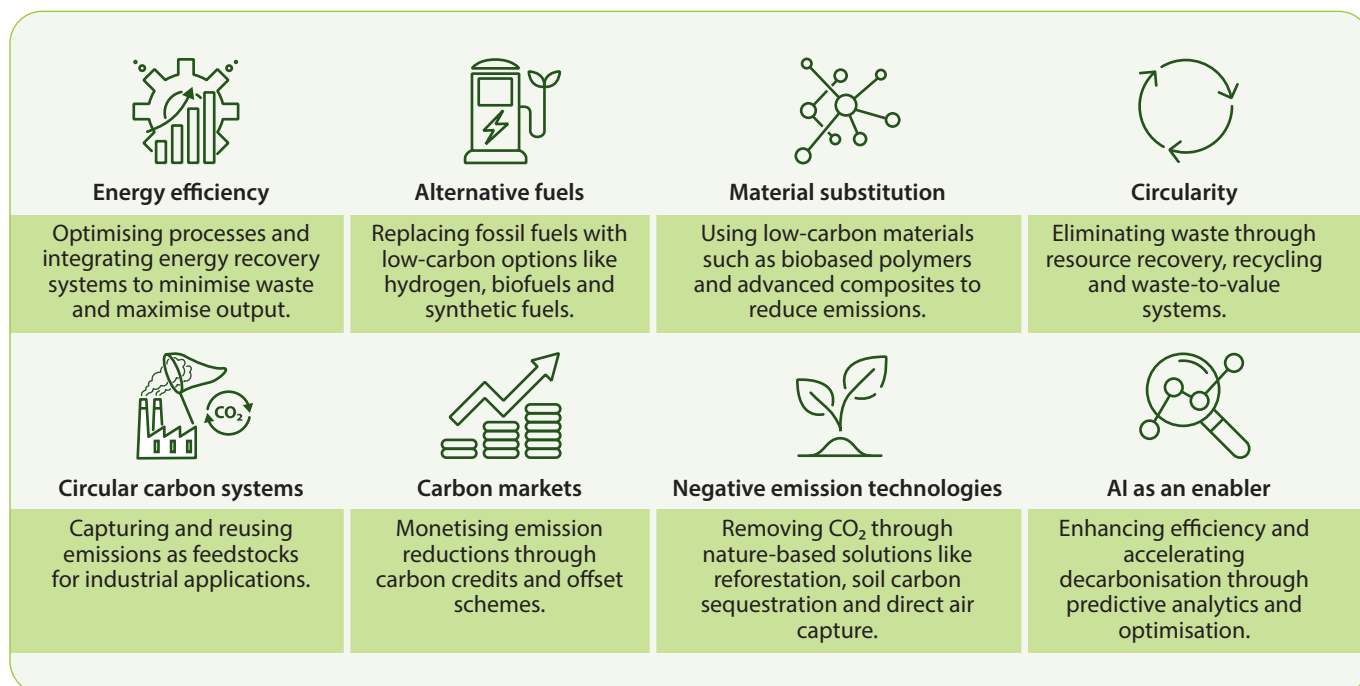 Energy efficiency
Optimising processes and
integrating energy recovery
systems to minimise waste
and maximise output.
Alternative fuels
Replacing fossil fuels with
low-carbon options like
hydrogen, biofuels and
synthetic fuels.
Material substitution
Using low-carbon materials
such as biobased polymers
and advanced composites to
reduce emissions.
Circularity
Eliminating waste through
resource recovery, recycling
and waste-to-value
systems.
CO₂
Circular carbon systems
Capturing and reusing
emissions as feedstocks
for industrial applications.
Carbon markets
Monetising emission
reductions through
carbon credits and offset
schemes.
Negative emission technologies
Removing CO₂ through
nature-based solutions like
reforestation, soil carbon
sequestration and direct air
capture.
AI as an enabler
Enhancing efficiency and
accelerating
decarbonisation through
predictive analytics and
optimisation.